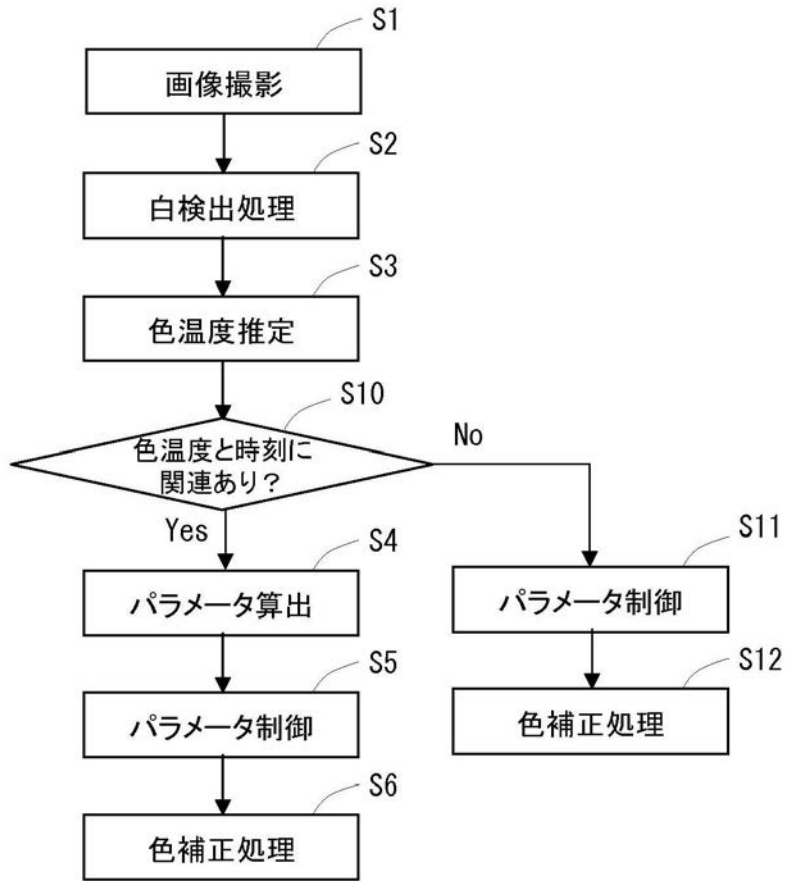 S1
画像撮影
S2
白検出処理
S3
色温度推定
S10
色温度と時刻に
関連あり？
No
Yes
S4
パラメータ算出
S11
パラメータ制御
S5
パラメータ制御
S12
色補正処理
S6
色補正処理